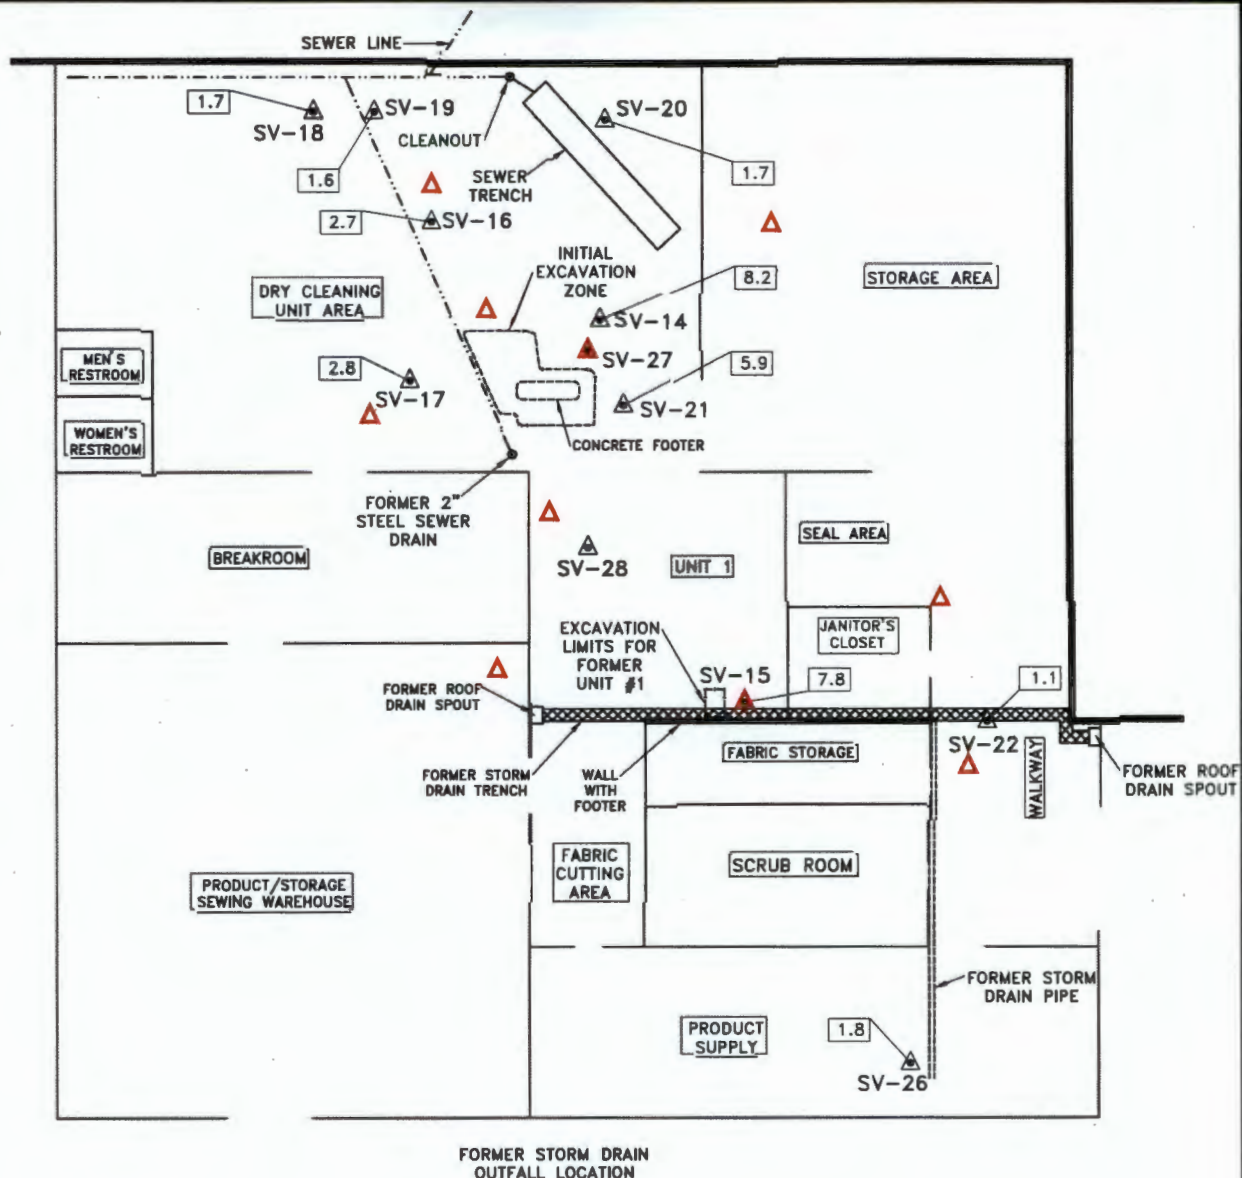 SEWER LINE
1.7
SV-18
SV-19
CLEANOUT
SV-20
1.6
SEWER
TRENCH
1.7
2.7
SV-16
INITIAL
EXCAVATION
ZONE
8.2
STORAGE AREA
DRY CLEANING
UNIT AREA
SV-14
SV-27
MEN'S
RESTROOM
2.8
SV-17
5.9
SV-21
WOMEN'S
RESTROOM
CONCRETE FOOTER
FORMER 2"
STEEL SEWER
DRAIN
BREAKROOM
SV-28
UNIT 1
SEAL AREA
EXCAVATION
LIMITS FOR
FORMER
UNIT #1
JANITOR'S
CLOSET
SV-15
7.8
1.1
FORMER ROOF
DRAIN SPOUT
SV-22
FORMER STORM
DRAIN TRENCH
WALL
WITH
FOOTER
FABRIC STORAGE
WALKWAY
FORMER ROOF
DRAIN SPOUT
FABRIC
CUTTING
AREA
SCRUB ROOM
PRODUCT/STORAGE
SEWING WAREHOUSE
FORMER STORM
DRAIN PIPE
PRODUCT
SUPPLY
1.8
SV-26
FORMER STORM DRAIN
OUTFALL LOCATION